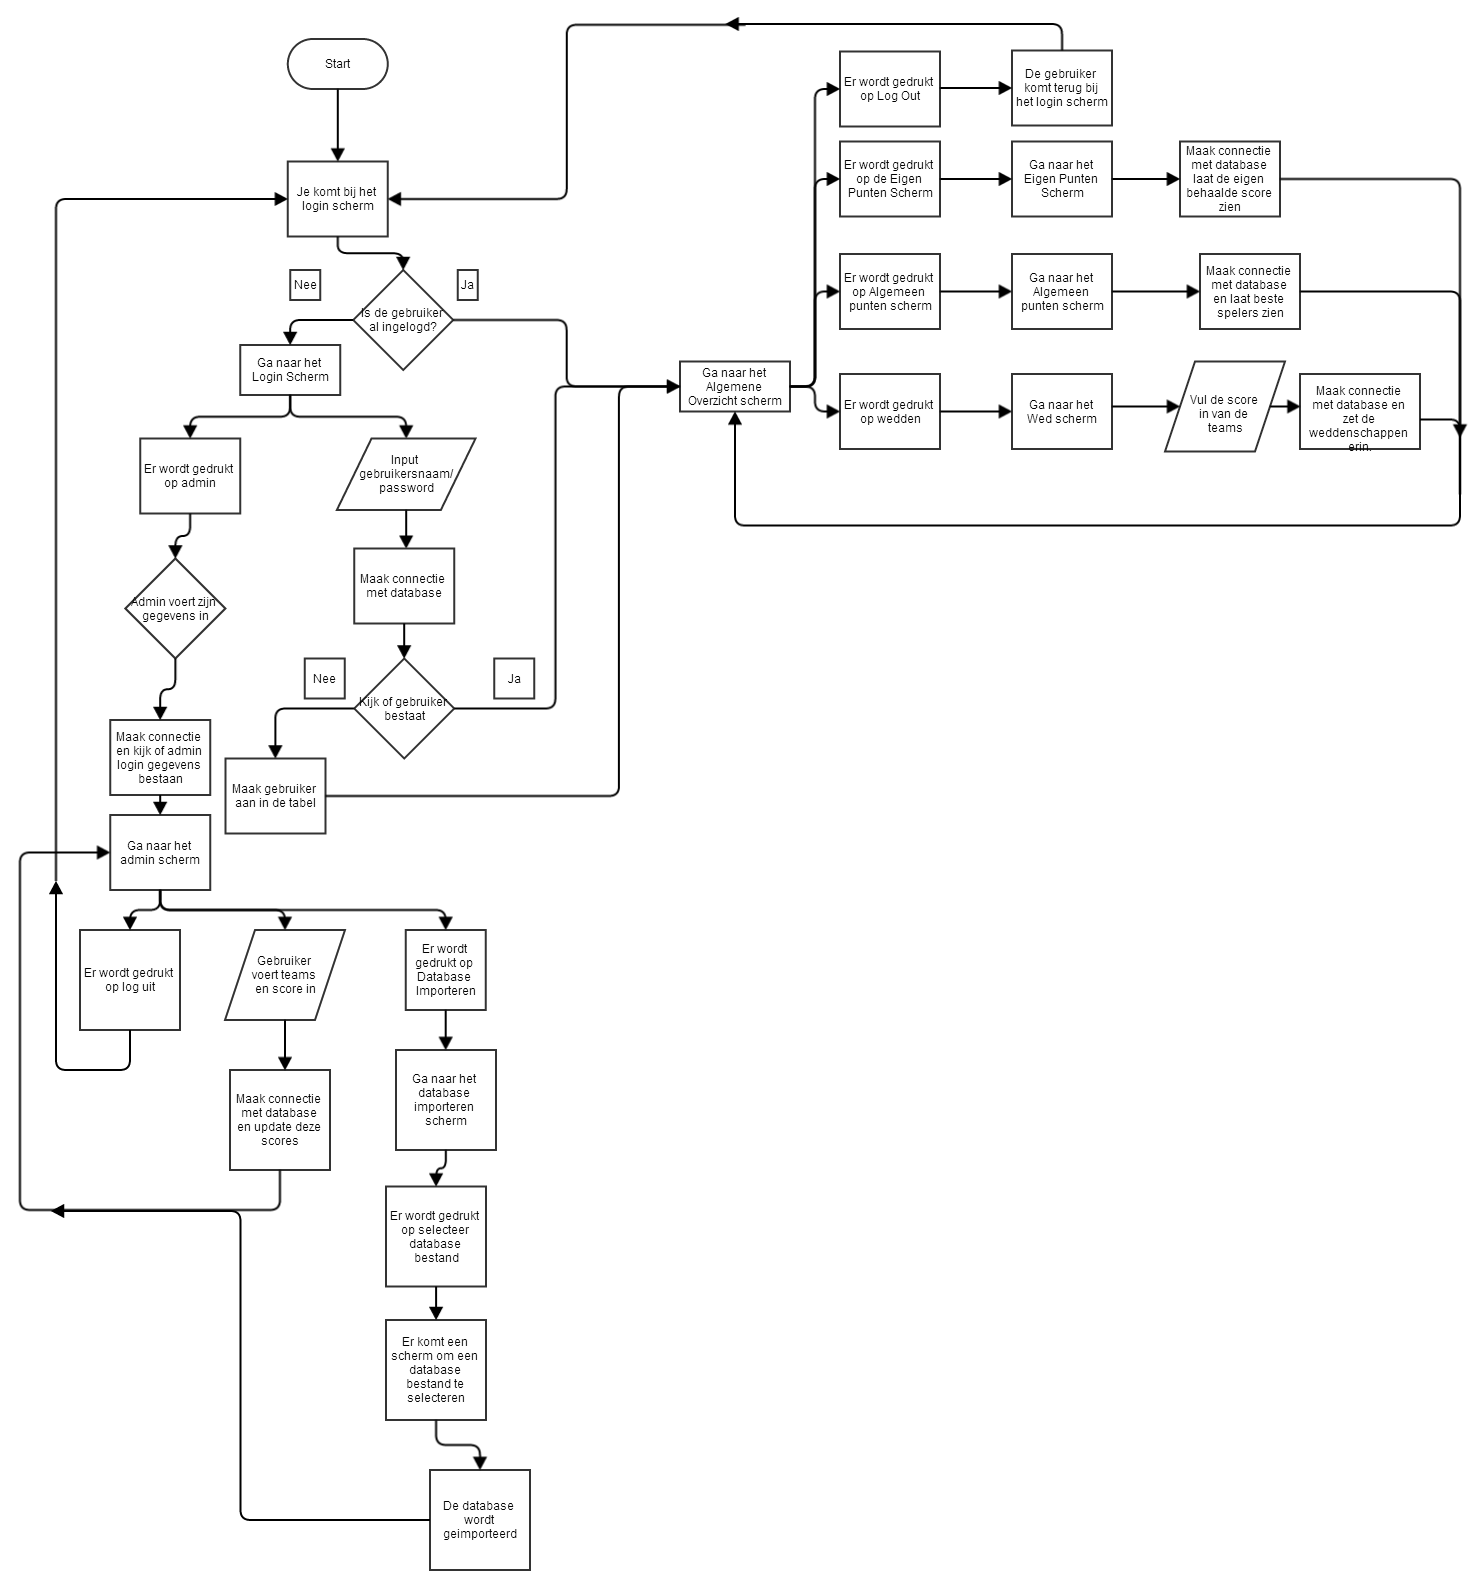 Start
Je komt bij het
login scherm
Nee
Ja
Is de gebruiker
al ingelogd?
Ga naar het
Login Scherm
Er wordt gedrukt
op admin
Input
gebruikersnaam/
password
Admin voert zijn
gegevens in
Maak connectie
met database
Nee
Ja
Kijk of gebruiker
bestaat
Maak connectie
en kijk of admin
login gegevens
bestaan
Maak gebruiker
aan in de tabel
Ga naar het
admin scherm
Er wordt gedrukt
op log uit
Gebruiker
voert teams
en score in
Er wordt
gedrukt op
Database
Importeren
Maak connectie
met database
en update deze
scores
Ga naar het
database
importeren
scherm
Er wordt gedrukt
op selecteer
database
bestand
Er komt een
scherm om een
database
bestand te
selecteren
De database
wordt
geimporteerd
Ga naar het
Algemene
Overzicht scherm
Er wordt gedrukt
op Log Out
De gebruiker
komt terug bij
het login scherm
Er wordt gedrukt
op de Eigen
Punten Scherm
Ga naar het
Eigen Punten
Scherm
Maak connectie
met database
laat de eigen
behaalde score
zien
Er wordt gedrukt
op Algemeen
punten scherm
Ga naar het
Algemeen
punten scherm
Maak connectie
met database
en laat beste
spelers zien
Er wordt gedrukt
op wedden
Ga naar het
Wed scherm
Vul de score
in van de
teams
Maak connectie
met database en
zet de
weddenschappen
erin.